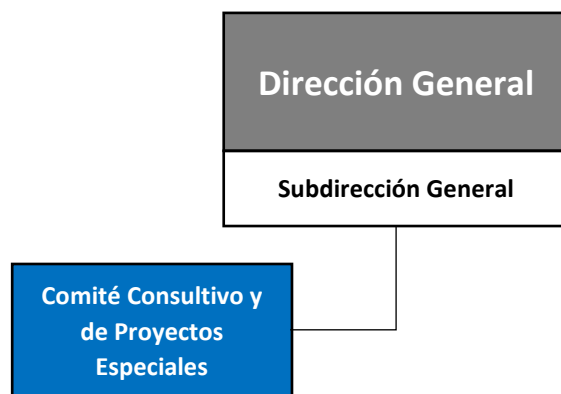 Dirección General
Subdirección General
Comité Consultivo y
de Proyectos
Especiales